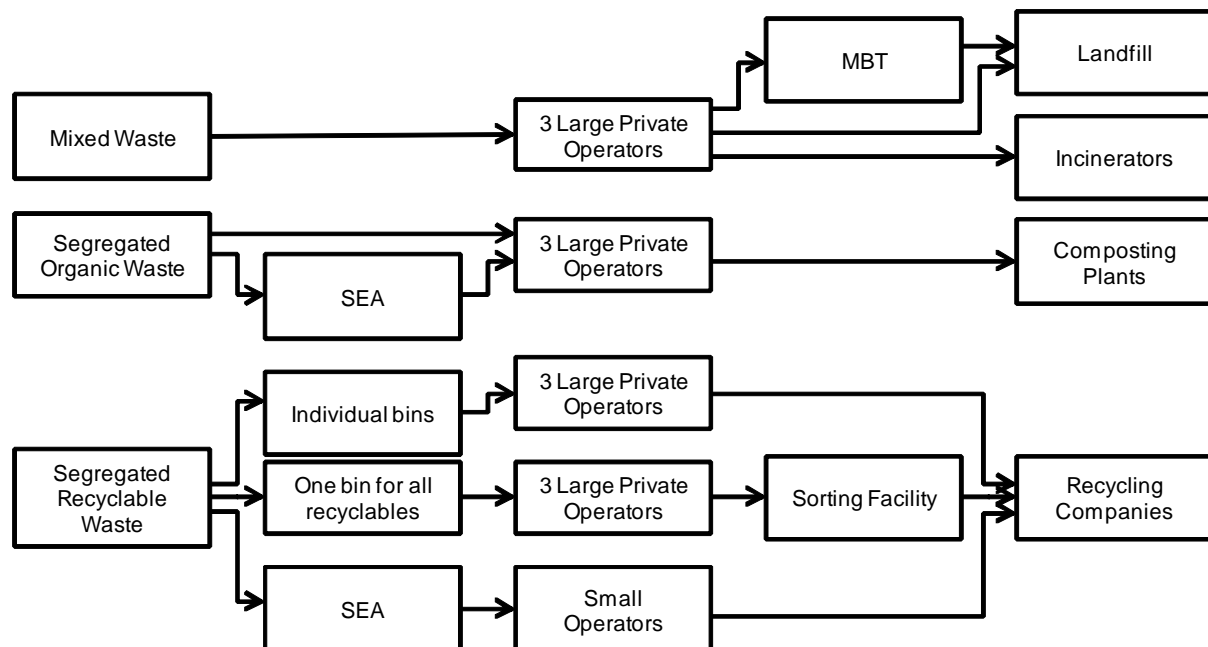 MBT
Landfill
Mixed Waste
3 Large Private
Operators
Incinerators
Segregated
Organic Waste
SEA
3 Large Private
Operators
Composting
Plants
Individual bins
3 Large Private
Operators
Segregated
Recyclable
Waste
One bin for all
recyclables
3 Large Private
Operators
Sorting Facility
Recycling
Companies
SEA
Small
Operators